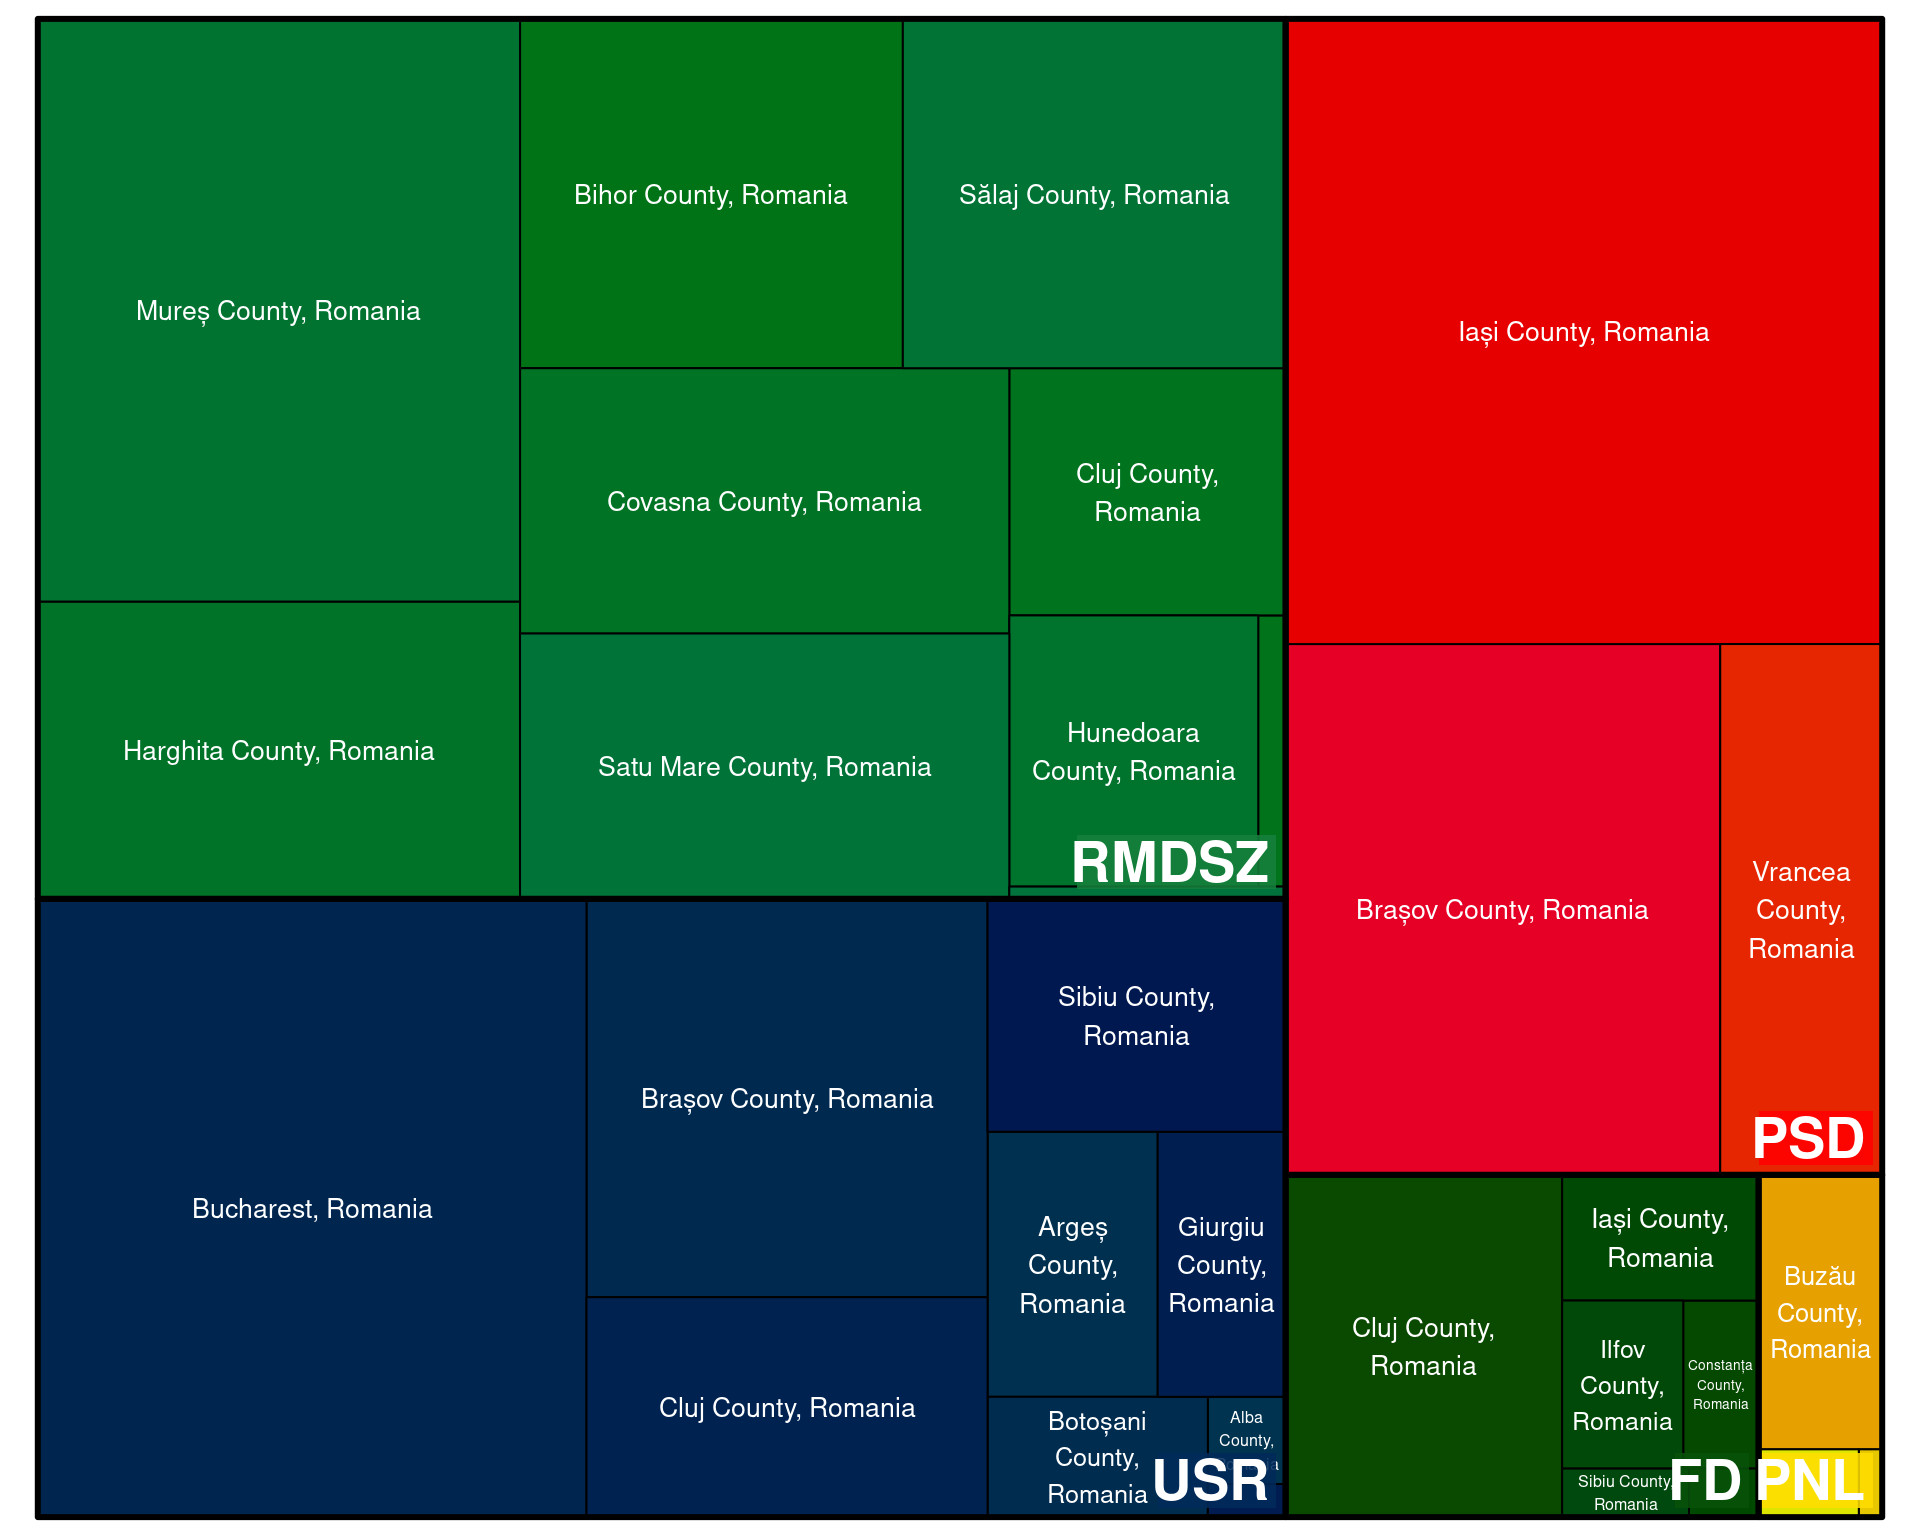 Mureș County, Romania
Bihor County, Romania
Sălaj County, Romania
Covasna County, Romania
Cluj County,
Romania
Harghita County, Romania
Satu Mare County, Romania
Hunedoara
County, Romania
RMDSZ
Iași County, Romania
Brașov County, Romania
Vrancea
County,
Romania
PSD
Bucharest, Romania
Brașov County, Romania
Cluj County, Romania
Sibiu County,
Romania
Argeș
County,
Romania
Giurgiu
County,
Romania
Botoșani
County,
Romania
Alba
County,
USR
Cluj County,
Romania
Iași County,
Romania
Ilfov
County,
Romania
Constanța
County,
Romania
Sibiu County,
Romania
FD
Buzău
County,
Romania
PNL